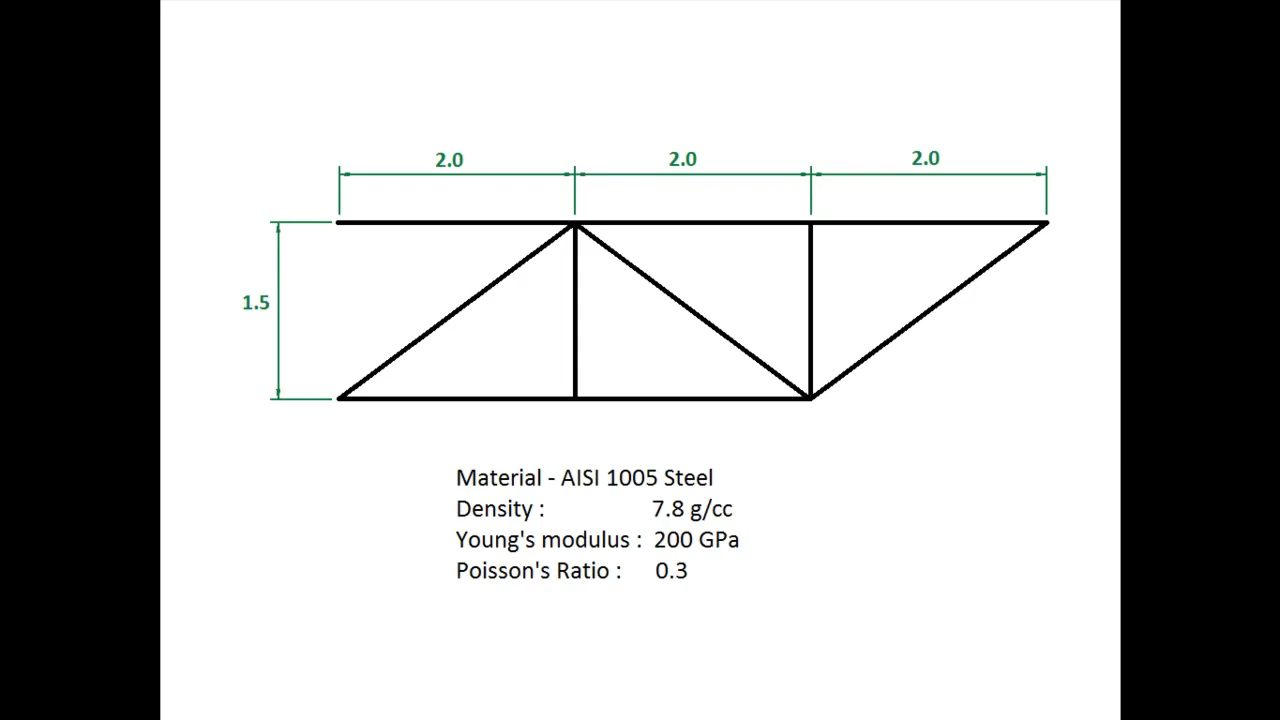 2.0 2.0 2.0
1.5
Material - AISI 1005 Steel
Density : 7.8 g/cc
Young's modulus : 200 GPa
Poisson's Ratio : 0.3